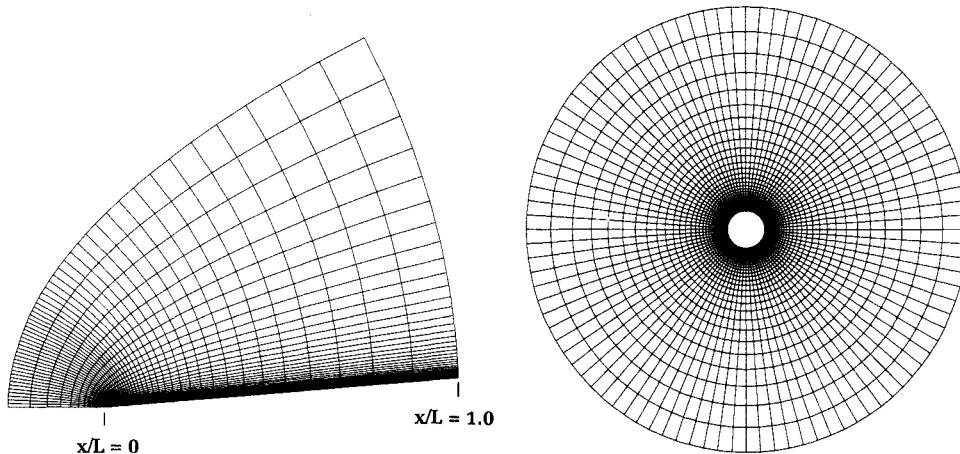 x/L = 0
x/L = 1.0